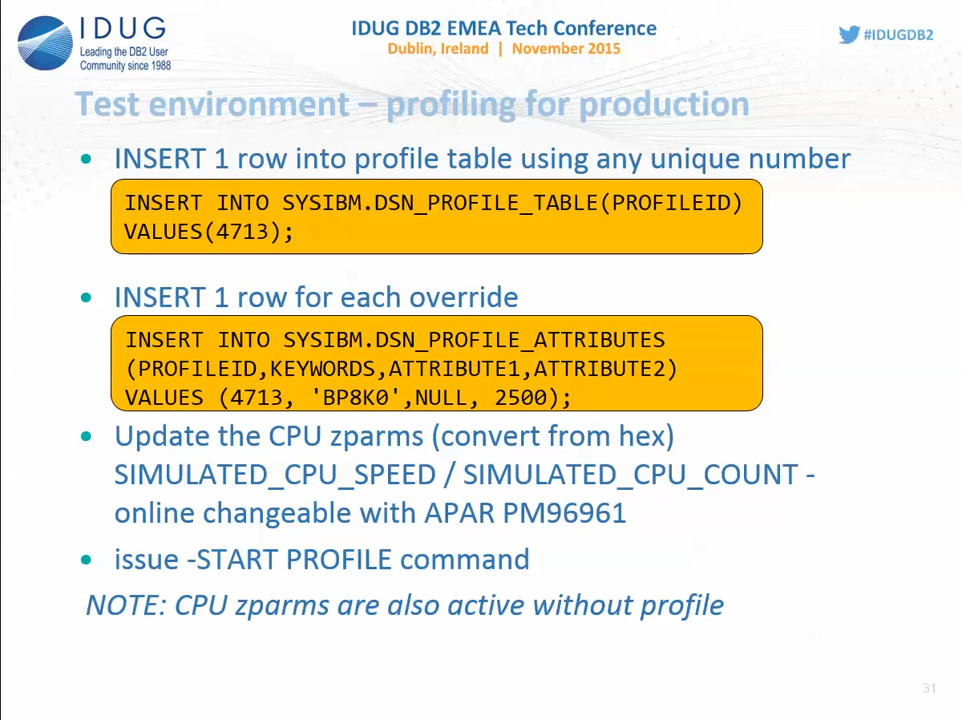 IDUG
Leading the DB2 User
Community since 1988
IDUG DB2 EMEA Tech Conference
Dublin, Ireland | November 2015
#IDUGDB2
Test environment – profiling for production
• INSERT 1 row into profile table using any unique number
INSERT INTO SYSIBM.DSN_PROFILE_TABLE(PROFILEID)
VALUES(4713);
• INSERT 1 row for each override
INSERT INTO SYSIBM.DSN_PROFILE_ATTRIBUTES
(PROFILEID,KEYWORDS,ATTRIBUTE1,ATTRIBUTE2)
VALUES (4713, 'BP8K0',NULL, 2500);
• Update the CPU zparms (convert from hex)
SIMULATED_CPU_SPEED / SIMULATED_CPU_COUNT -
online changeable with APAR PM96961
• issue -START PROFILE command
NOTE: CPU zparms are also active without profile
31